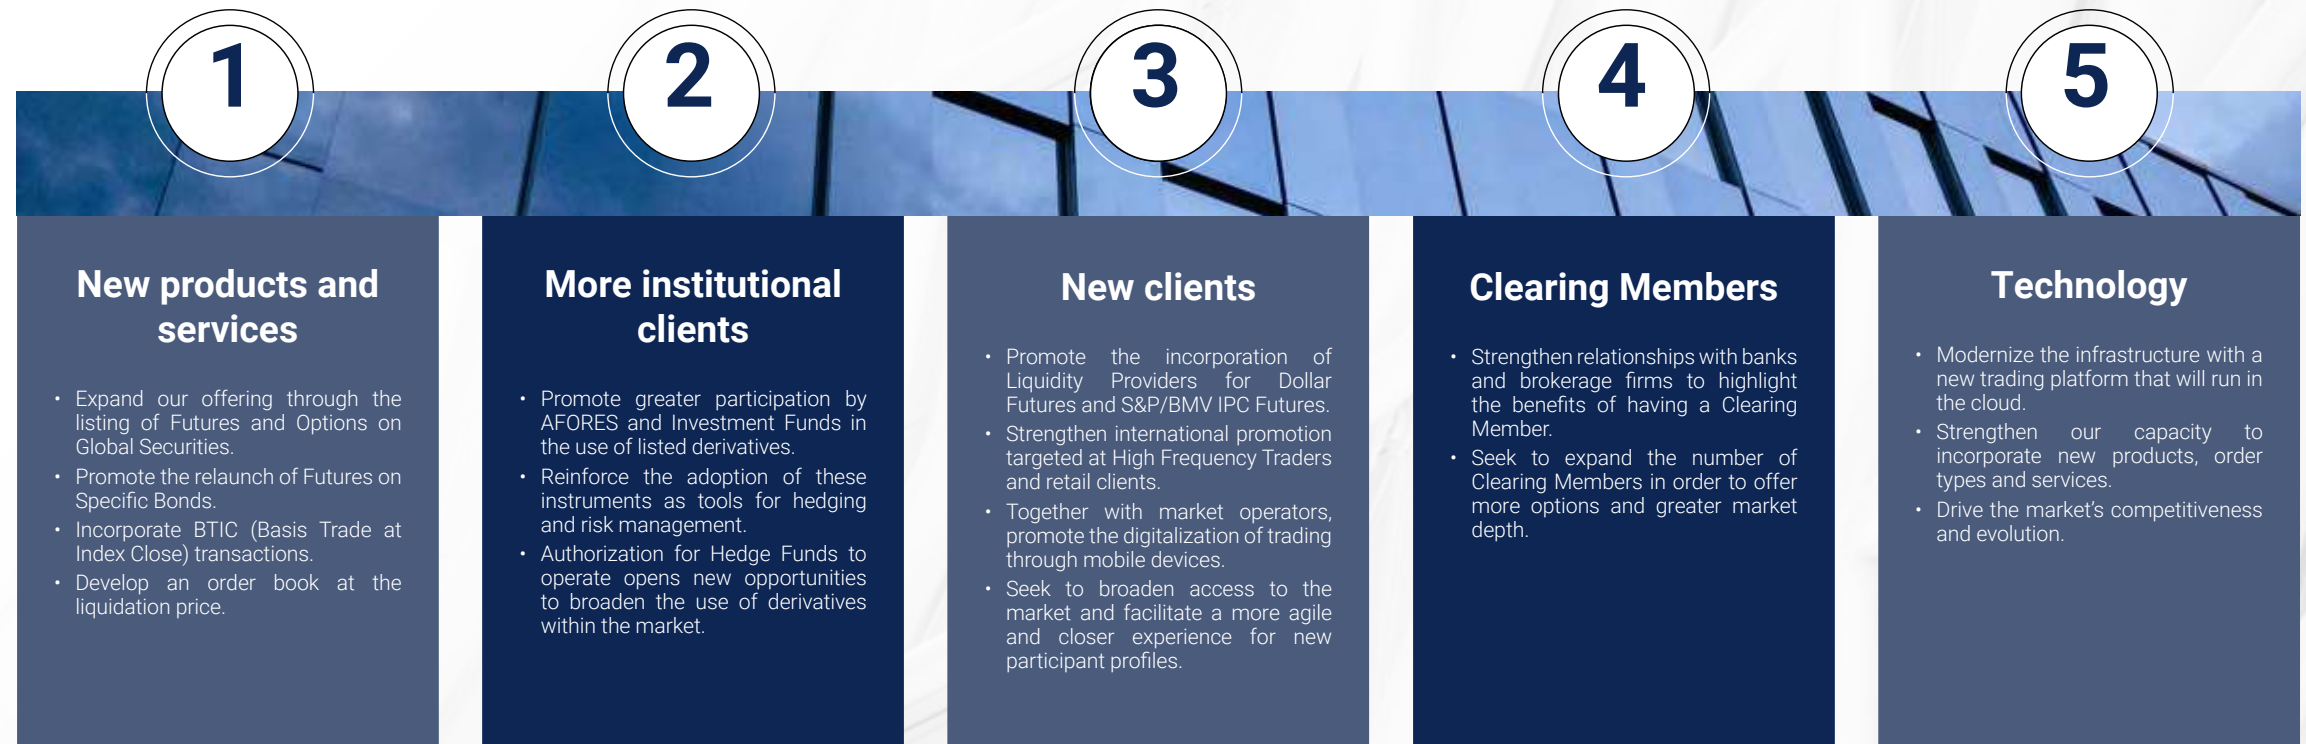 1
New products and
services
• Expand our offering through the
listing of Futures and Options on
Global Securities.
• Promote the relaunch of Futures on
Specific Bonds.
• Incorporate BTIC (Basis Trade at
Index Close) transactions.
• Develop an order book at the
liquidation price.
2
More institutional
clients
• Promote greater participation by
AFORES and Investment Funds in
the use of listed derivatives.
• Reinforce the adoption of these
instruments as tools for hedging
and risk management.
• Authorization for Hedge Funds to
operate opens new opportunities
to broaden the use of derivatives
within the market.
3
New clients
• Promote the incorporation of
Liquidity Providers for Dollar
Futures and S&P/BMV IPC Futures.
• Strengthen international promotion
targeted at High Frequency Traders
and retail clients.
• Together with market operators,
promote the digitalization of trading
through mobile devices.
• Seek to broaden access to the
market and facilitate a more agile
and closer experience for new
participant profiles.
4
Clearing Members
• Strengthen relationships with banks
and brokerage firms to highlight
the benefits of having a Clearing
Member.
• Seek to expand the number of
Clearing Members in order to offer
more options and greater market
depth.
5
Technology
• Modernize the infrastructure with a
new trading platform that will run in
the cloud.
• Strengthen our capacity to
incorporate new products, order
types and services.
• Drive the market’s competitiveness
and evolution.